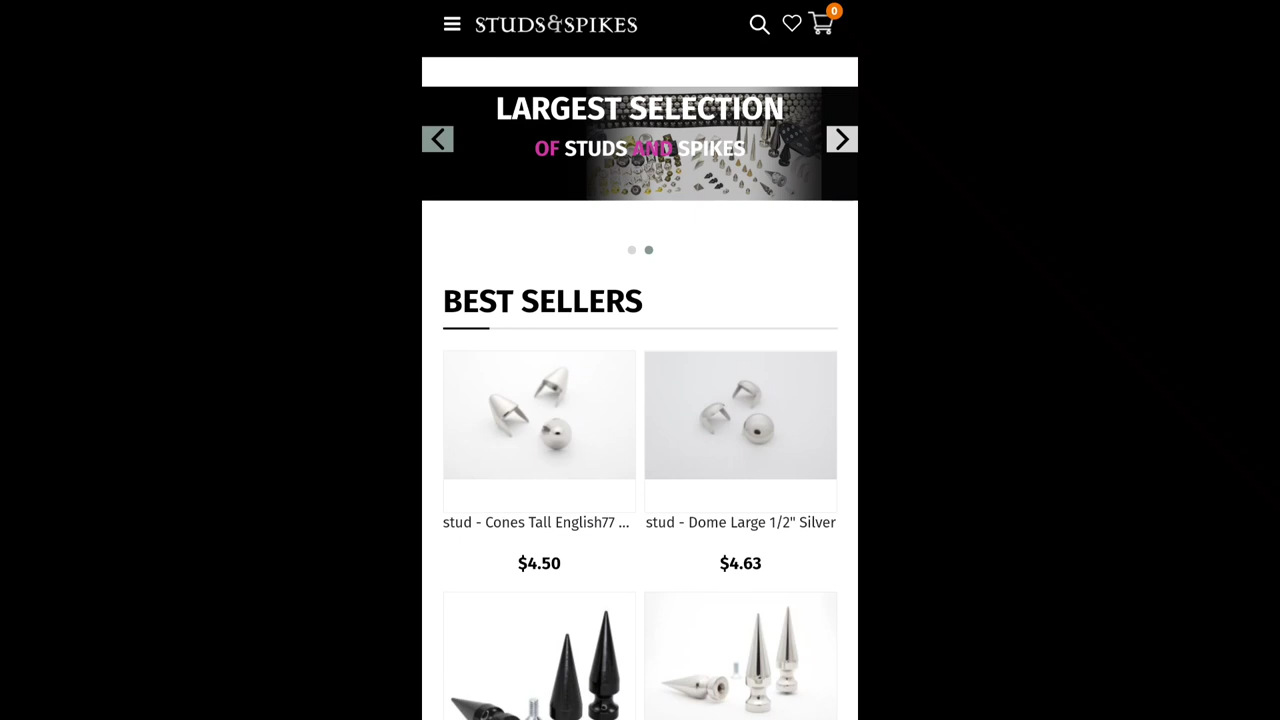 STUDS&SPIKES
0
LARGEST SELECTION
OF STUDS AND SPIKES
BEST SELLERS
stud - Cones Tall English77 ...
stud - Dome Large 1/2" Silver
$4.50
$4.63